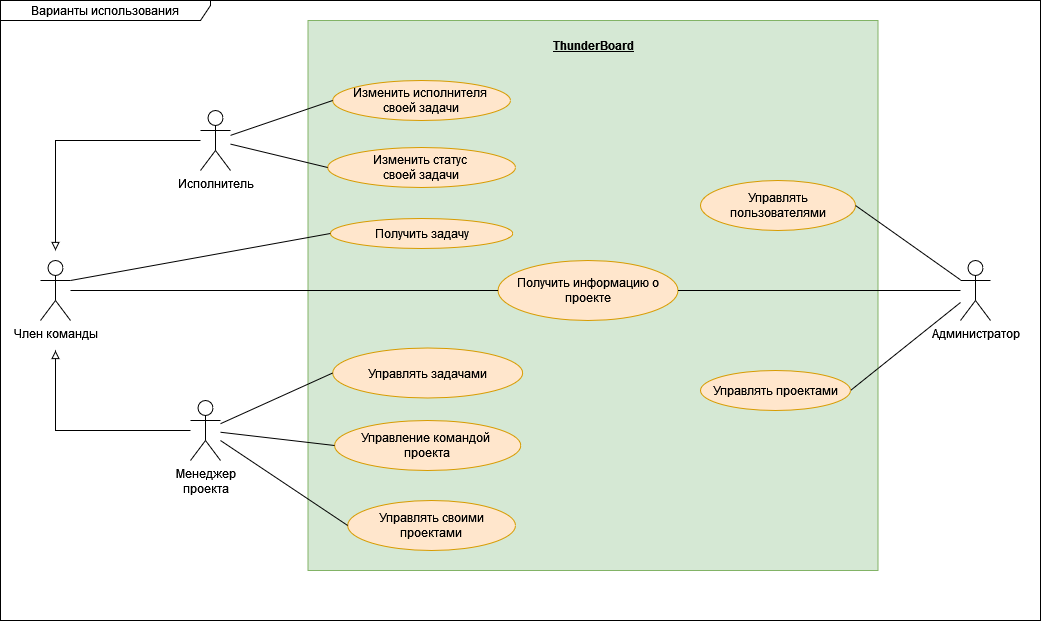 Варианты использования
ThunderBoard
Изменить исполнителя
своей задачи
Исполнитель
Изменить статус
своей задачи
Управлять
пользователями
Получить задачу
Член команды
Получить информацию о
проекте
Администратор
Управлять задачами
Управлять проектами
Менеджер
проекта
Управление командой
проекта
Управлять своими
проектами